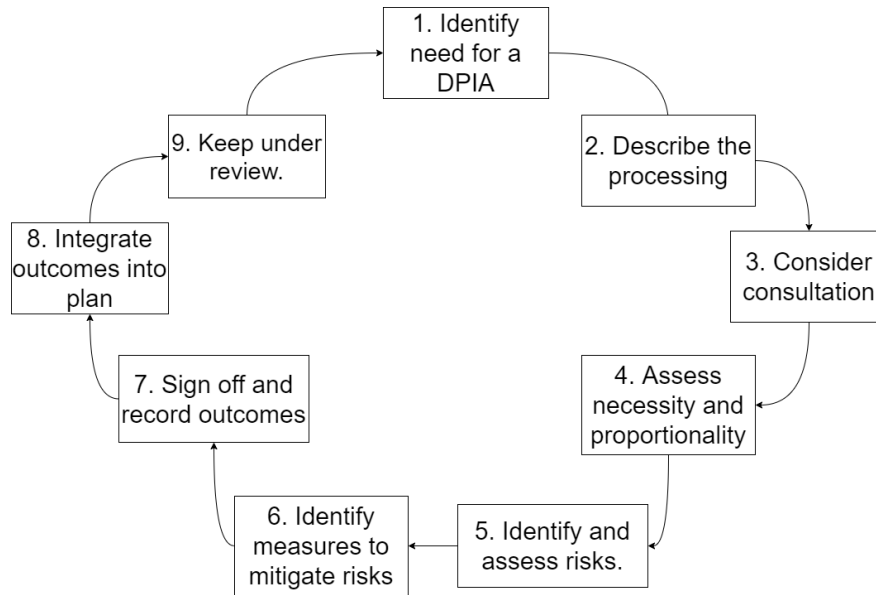 1. Identify
need for a
DPIA
2. Describe the
processing
3. Consider
consultation
4. Assess
necessity and
proportionality
5. Identify and
assess risks.
6. Identify
measures to
mitigate risks
7. Sign off and
record outcomes
8. Integrate
outcomes into
plan
9. Keep under
review.